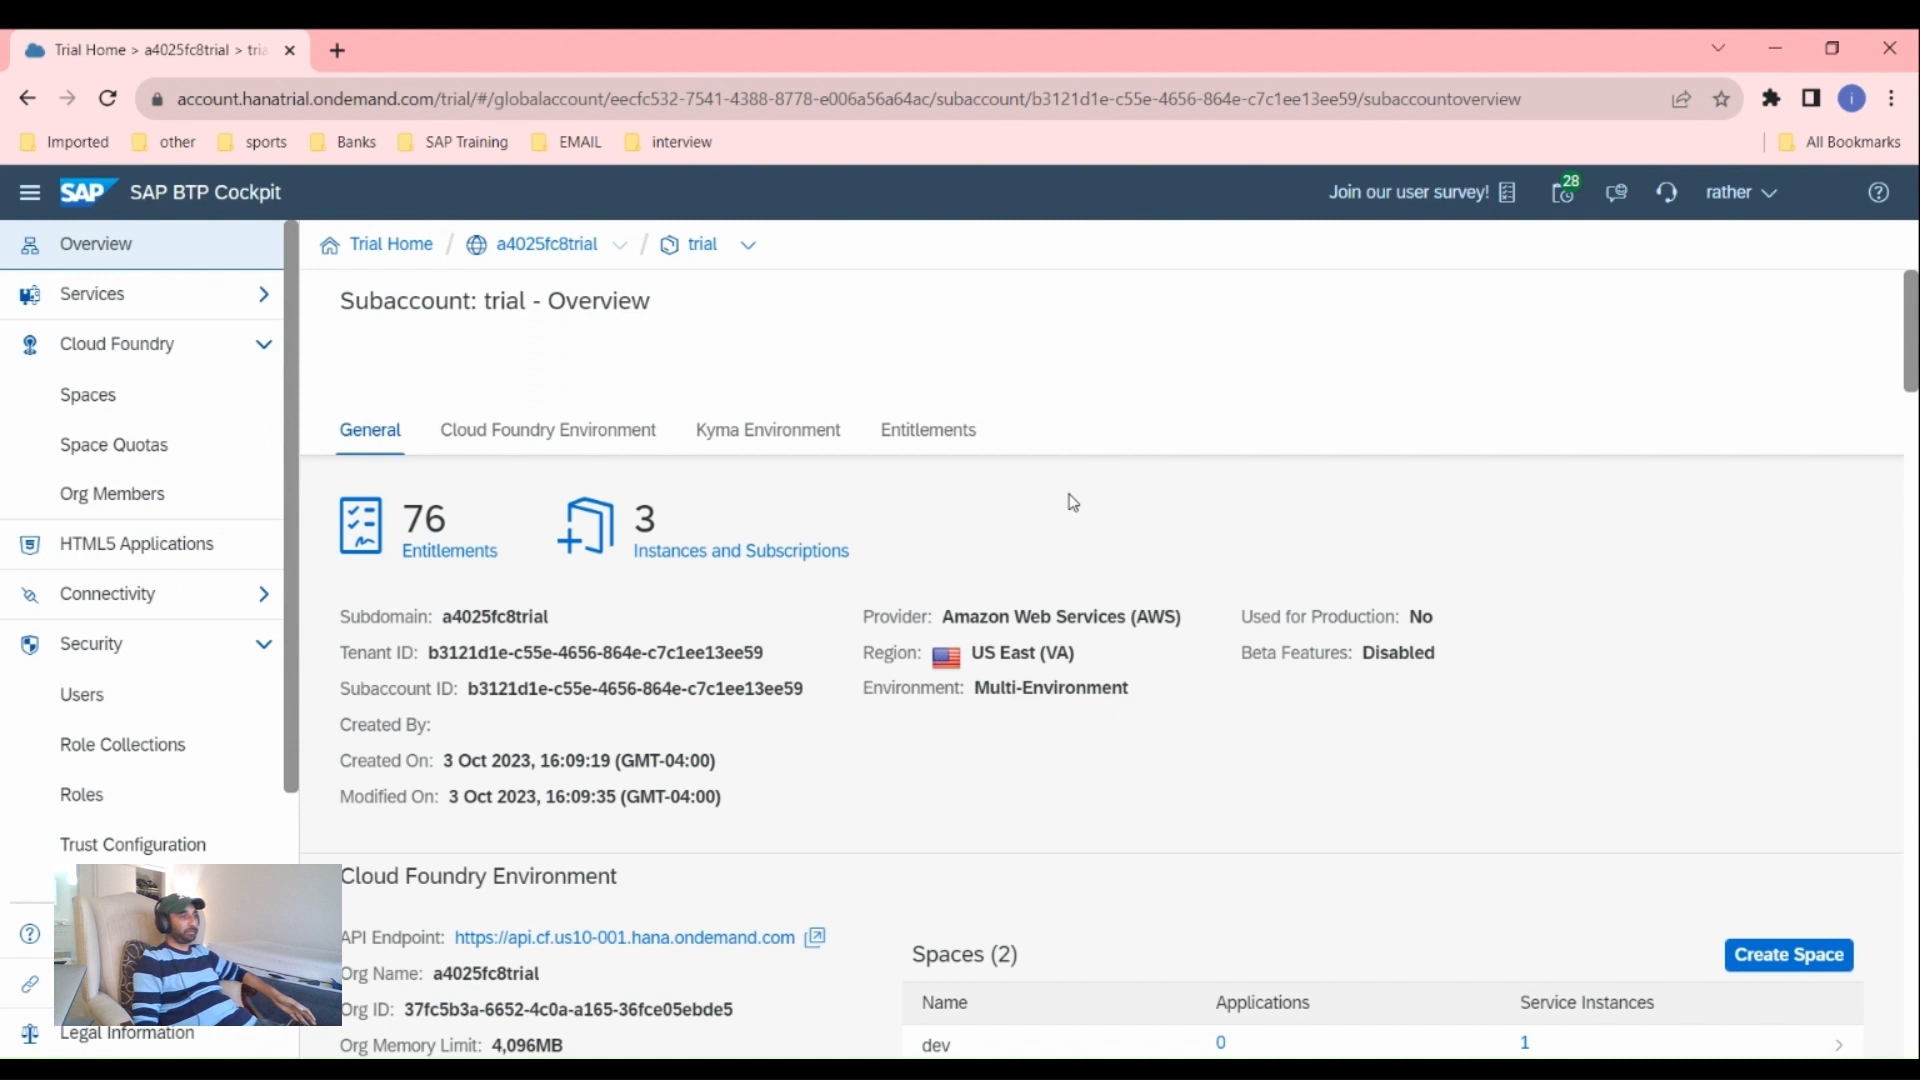 Trial Home > a4025fc8trial > tria
account.hanatrial.ondemand.com/trial/#/globalaccount/eecfc532-7541-4388-8778-e006a56a64ac/subaccount/b3121d1e-c55e-4656-864e-c7c1ee13ee59/subaccountoverview
i
Imported other sports Banks SAP Training EMAIL interview All Bookmarks
SAP SAP BTP Cockpit Join our user survey! 28 rather
Overview
Services
Cloud Foundry
Spaces
Space Quotas
Org Members
HTML5 Applications
Connectivity
Security
Users
Role Collections
Roles
Trust Configuration
Legal Information
Trial Home / a4025fc8trial / trial
Subaccount: trial - Overview
General Cloud Foundry Environment Kyma Environment Entitlements
76
Entitlements
3
Instances and Subscriptions
Subdomain: a4025fc8trial
Tenant ID: b3121d1e-c55e-4656-864e-c7c1ee13ee59
Subaccount ID: b3121d1e-c55e-4656-864e-c7c1ee13ee59
Created By:
Created On: 3 Oct 2023, 16:09:19 (GMT-04:00)
Modified On: 3 Oct 2023, 16:09:35 (GMT-04:00)
Provider: Amazon Web Services (AWS)
Region: US East (VA)
Environment: Multi-Environment
Used for Production: No
Beta Features: Disabled
Cloud Foundry Environment
API Endpoint: https://api.cf.us10-001.hana.ondemand.com
Org Name: a4025fc8trial
Org ID: 37fc5b3a-6652-4c0a-a165-36fce05ebde5
Org Memory Limit: 4,096MB
Spaces (2)
Create Space
Name Applications Service Instances
dev 0 1